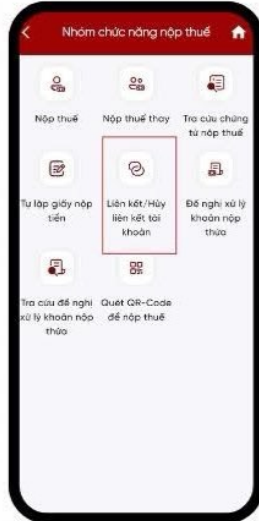 Nhóm chức năng nộp thuế
Nộp thuế
Nộp thuế thay
Tra cứu chứng
từ nộp thuế
Tự lập giấy nộp
tiền
Liên kết/Hủy
liên kết tài
khoản
Đề nghị xử lý
khoản nộp
thừa
Tra cứu đề nghị
xử lý khoản nộp
thừa
Quét QR-Code
để nộp thuế